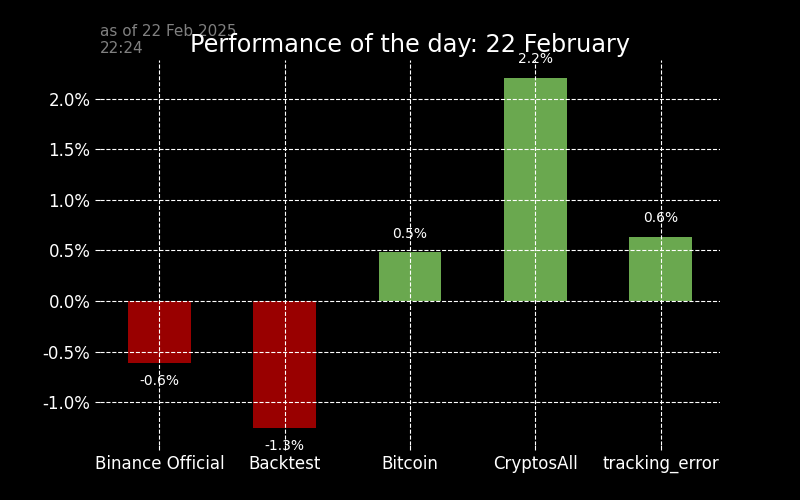 as of 22 Feb 2025
22:24
Performance of the day: 22 February
2.0%
1.5%
1.0%
0.5%
0.0%
-0.5%
-1.0%
-0.6%
-1.3%
0.5%
2.2%
0.6%
Binance Official
Backtest
Bitcoin
CryptosAll
tracking_error